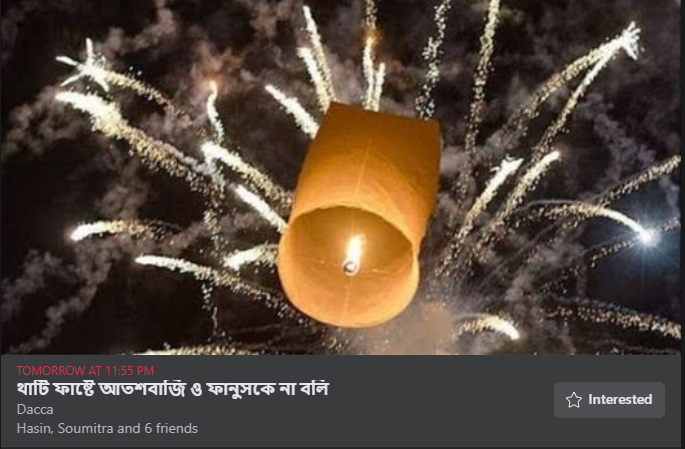 TOMORROW AT 11:55 PM
থার্টি ফার্স্টে আতশবাজি ও ফানুসকে না বলি
Dacca
Hasin, Soumitra and 6 friends
Interested